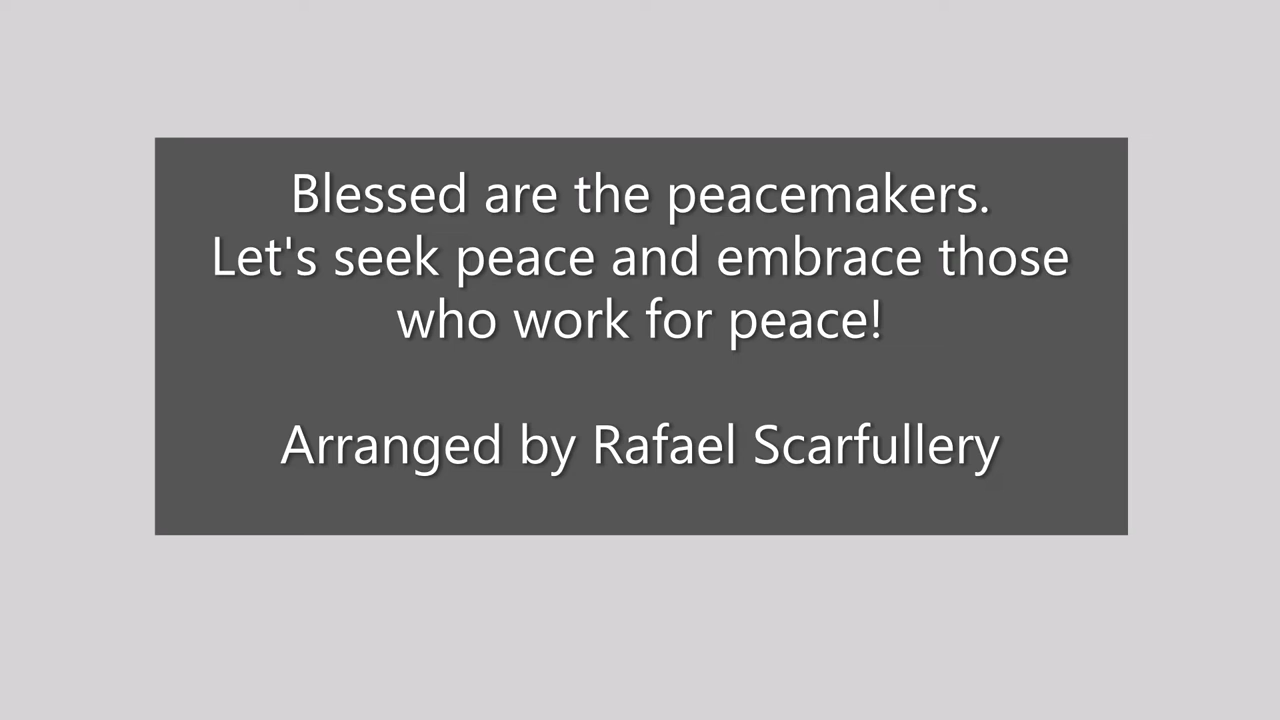 Blessed are the peacemakers.
Let's seek peace and embrace those
who work for peace!
Arranged by Rafael Scarfullery